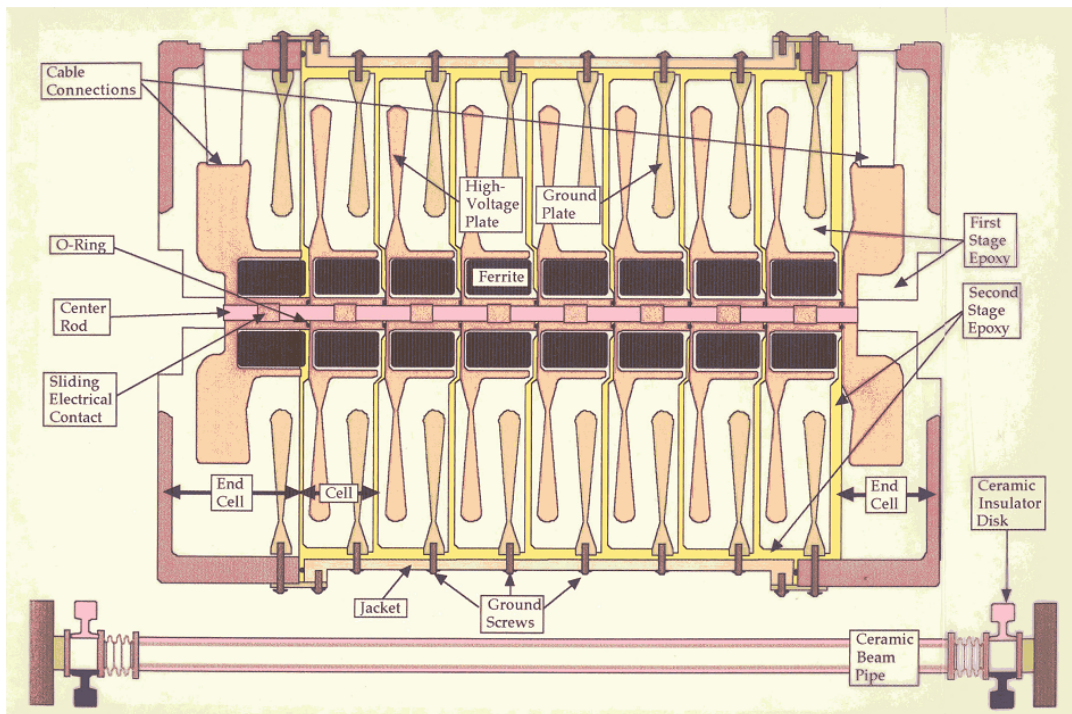 Cable
Connections
High-
Voltage
Plate
Ground
Plate
First
Stage
Epoxy
O-Ring
Ferrite
Center
Rod
Second
Stage
Epoxy
Sliding
Electrical
Contact
End
Cell
Cell
End
Cell
Ceramic
Insulator
Disk
Jacket
Ground
Screws
Ceramic
Beam
Pipe